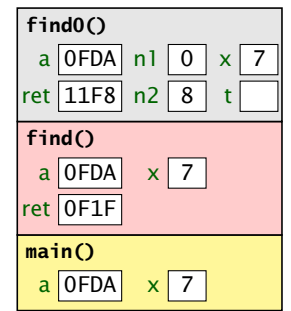 find0()
a 0FDA n1 0 x 7
ret 11F8 n2 8 t
find()
a 0FDA x 7
ret 0F1F
main()
a 0FDA x 7